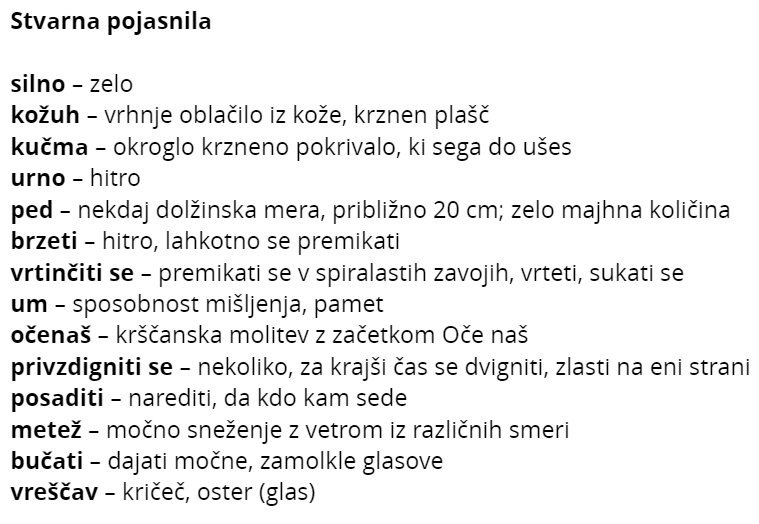 Stvarna pojasnila
silno – zelo
kožuh – vrhnje oblačilo iz kože, krznen plašč
kučma – okroglo krzneno pokrivalo, ki sega do ušes
urno – hitro
ped – nekdaj dolžinska mera, približno 20 cm; zelo majhna količina
brzeti – hitro, lahkotno se premikati
vrtinčiti se – premikati se v spiralastih zavojih, vrteti, sukati se
um – sposobnost mišljenja, pamet
očenaš – krščanska molitev z začetkom Oče naš
privzdigniti se – nekoliko, za krajši čas se dvigniti, zlasti na eni strani
posaditi – narediti, da kdo kam sede
metež – močno sneženje z vetrom iz različnih smeri
bučati – dajati močne, zamolkle glasove
vreščav – kričeč, oster (glas)